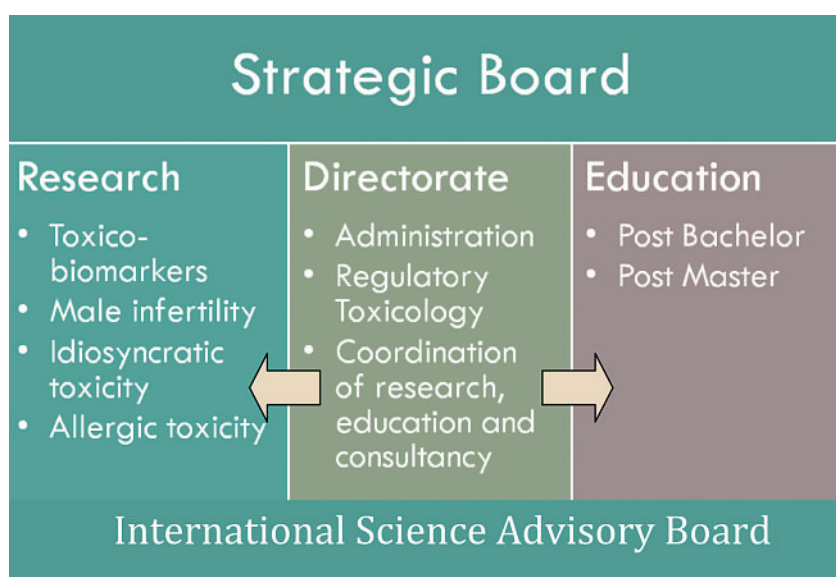 Strategic Board
Research
• Toxico-
biomarkers
• Male infertility
• Idiosyncratic
toxicity
• Allergic toxicity
Directorate
• Administration
• Regulatory
Toxicology
• Coordination
of research,
education and
consultancy
Education
• Post Bachelor
• Post Master
International Science Advisory Board